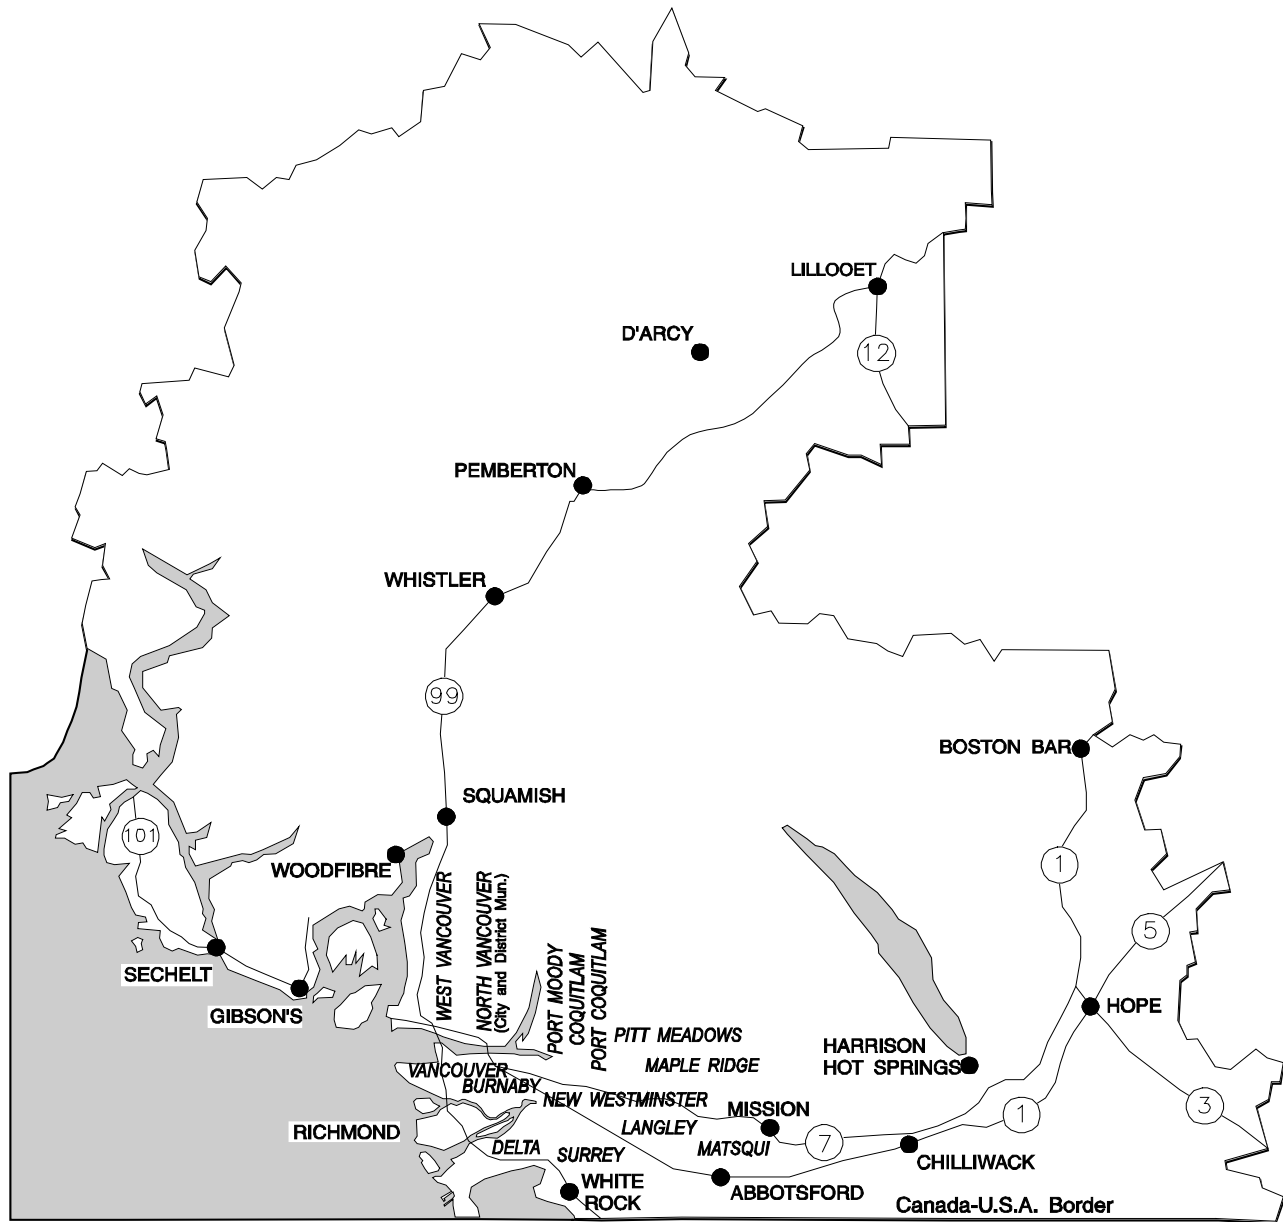 LILLOOET
D'ARCY
12
PEMBERTON
WHISTLER
99
BOSTON BAR
SQUAMISH
101
WOODFIBRE
1
WEST VANCOUVER
NORTH VANCOUVER
(City and District Mun.)
PORT MOODY
COQUITLAM
PORT COQUITLAM
5
SECHELT
GIBSON'S
HOPE
PITT MEADOWS
HARRISON
HOT SPRINGS
MAPLE RIDGE
VANCOUVER
BURNABY
NEW WESTMINSTER
MISSION
1
3
RICHMOND
LANGLEY
7
DELTA
SURREY
MATSQUI
CHILLIWACK
WHITE
ROCK
ABBOTSFORD
Canada-U.S.A. Border